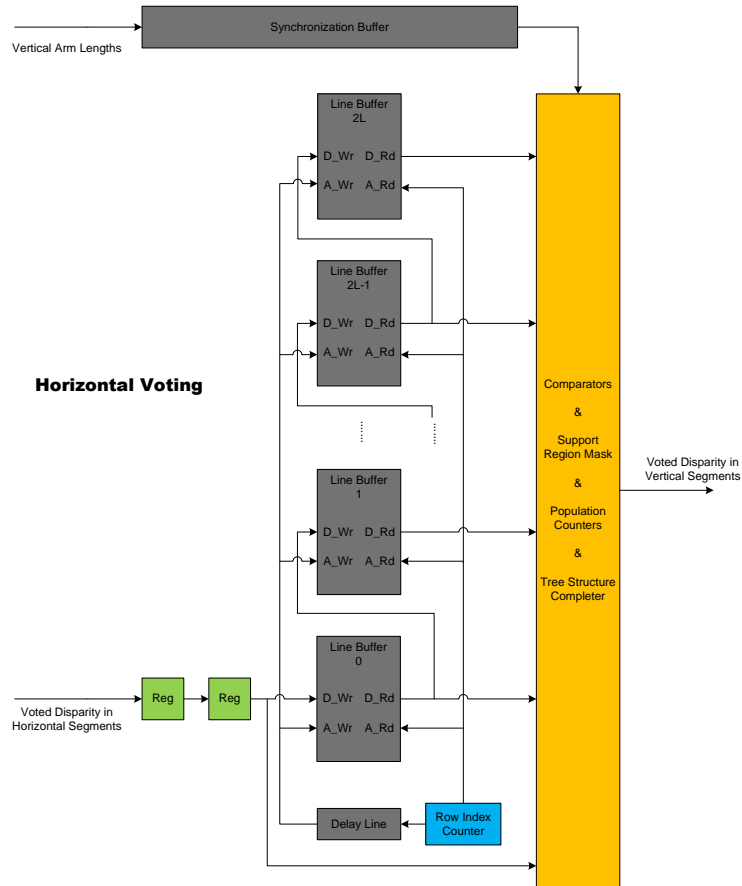 Synchronization Buffer
Vertical Arm Lengths
Line Buffer
2L
D_Wr D_Rd
A_Wr A_Rd
Line Buffer
2L-1
D_Wr D_Rd
A_Wr A_Rd
Horizontal Voting
Line Buffer
1
D_Wr D_Rd
A_Wr A_Rd
Line Buffer
0
D_Wr D_Rd
A_Wr A_Rd
Reg
Reg
Voted Disparity in
Horizontal Segments
Delay Line
Row Index
Counter
Comparators
&
Support
Region Mask
&
Population
Counters
&
Tree Structure
Completer
Voted Disparity in
Vertical Segments